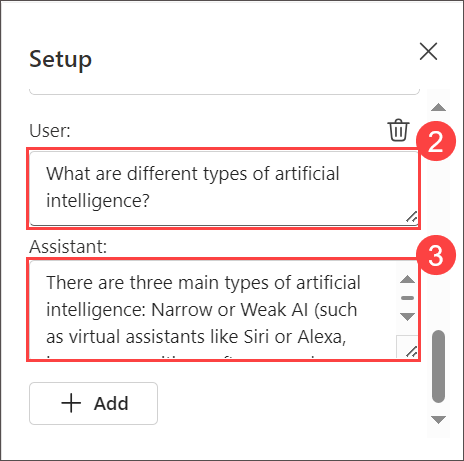 Setup
User:
2
What are different types of artificial
intelligence?
Assistant:
3
There are three main types of artificial
intelligence: Narrow or Weak AI (such
as virtual assistants like Siri or Alexa,
Add